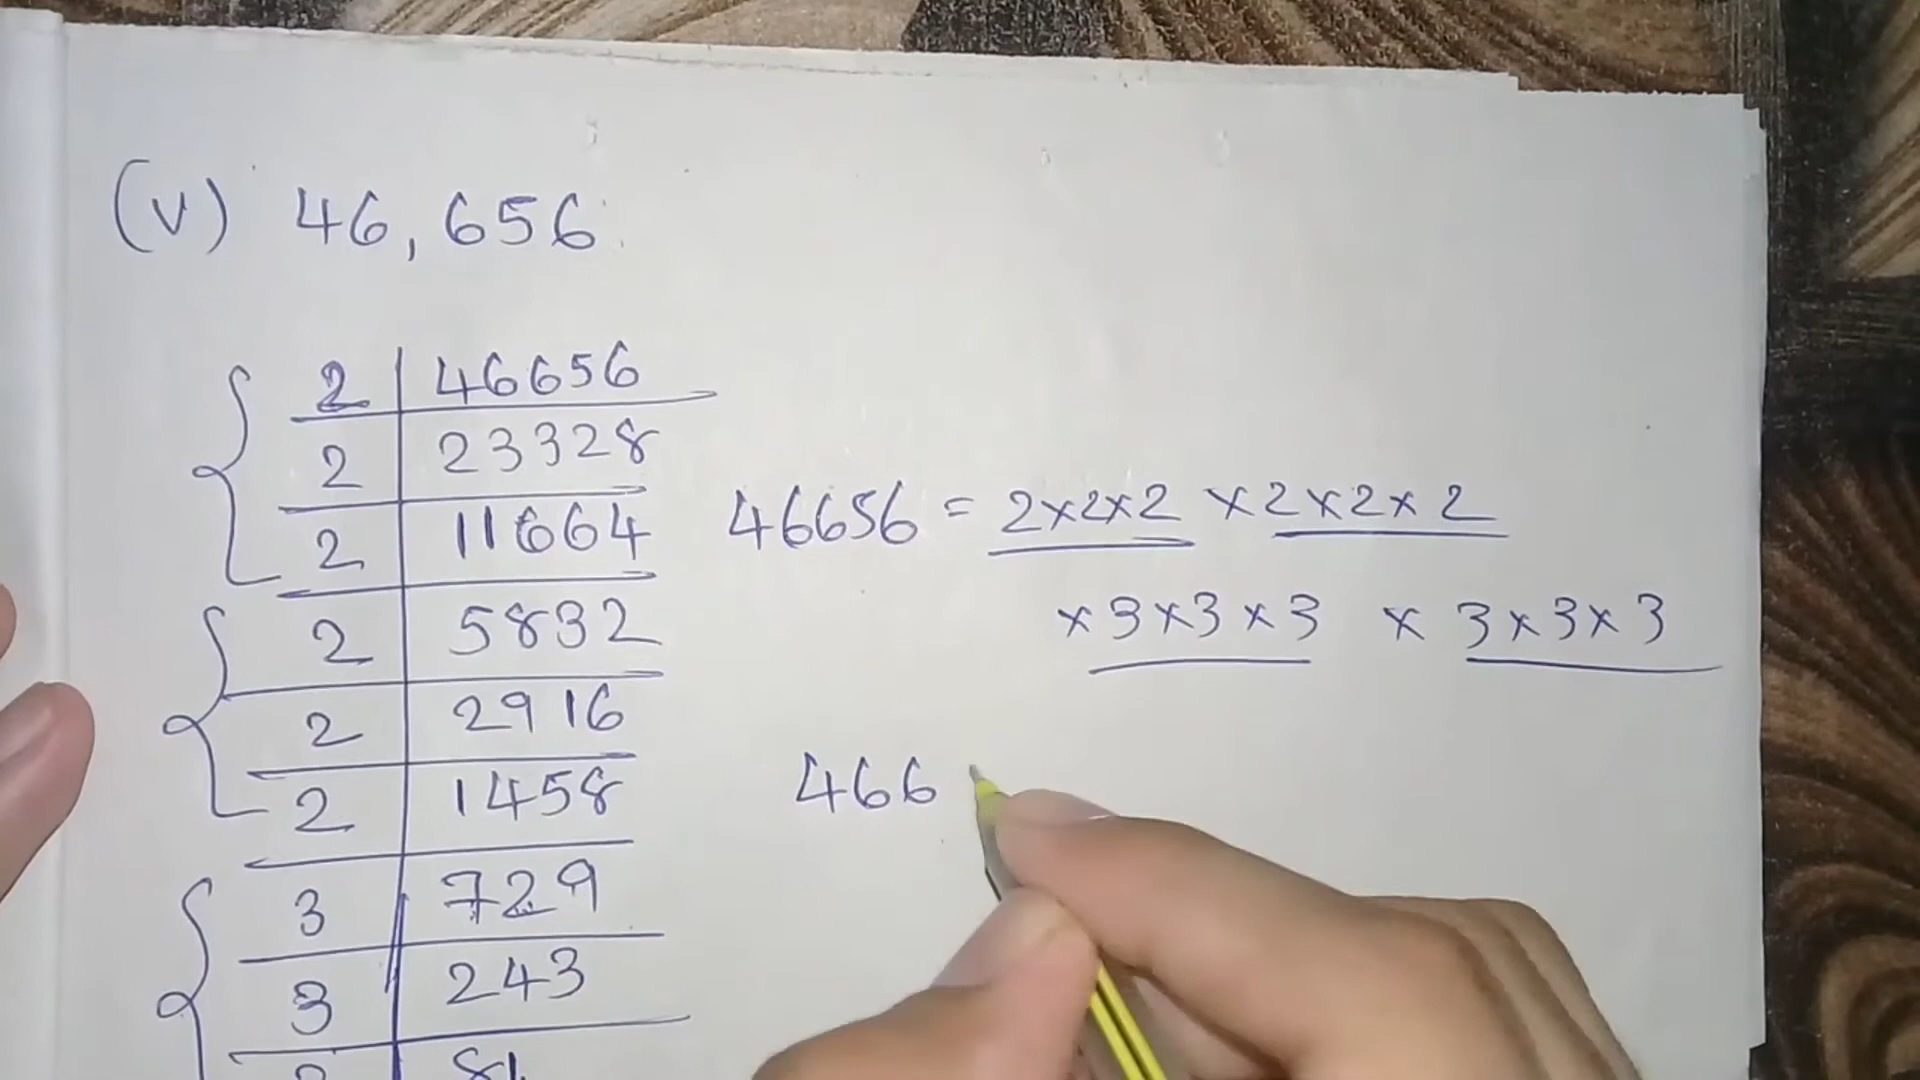 (v) 46,656
2 | 46656
2 | 23328
2 | 11664
2 | 5832
2 | 2916
2 | 1458
3 | 729
3 | 243
81
46656 = 2×2×2 × 2×2×2
×3×3×3 × 3×3×3
466